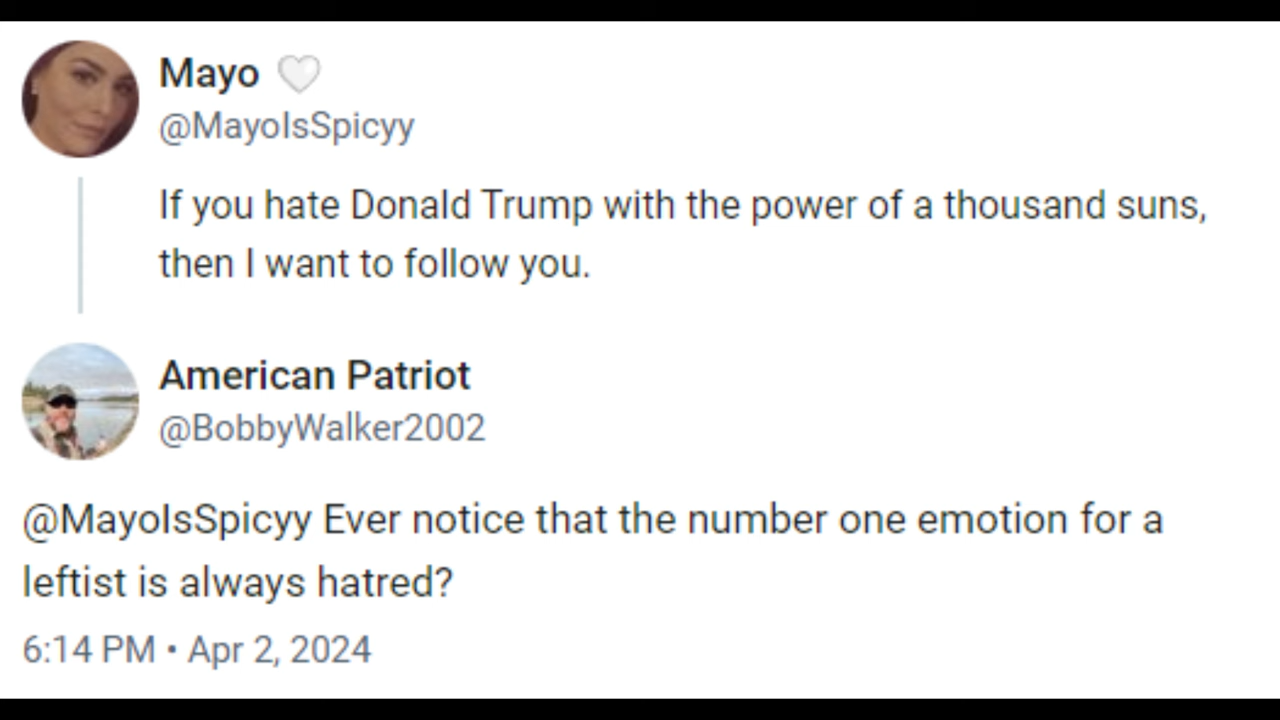 Mayo 🤍
@MayoIsSpicyy
If you hate Donald Trump with the power of a thousand suns,
then I want to follow you.
American Patriot
@BobbyWalker2002
@MayoIsSpicyy Ever notice that the number one emotion for a
leftist is always hatred?
6:14 PM • Apr 2, 2024